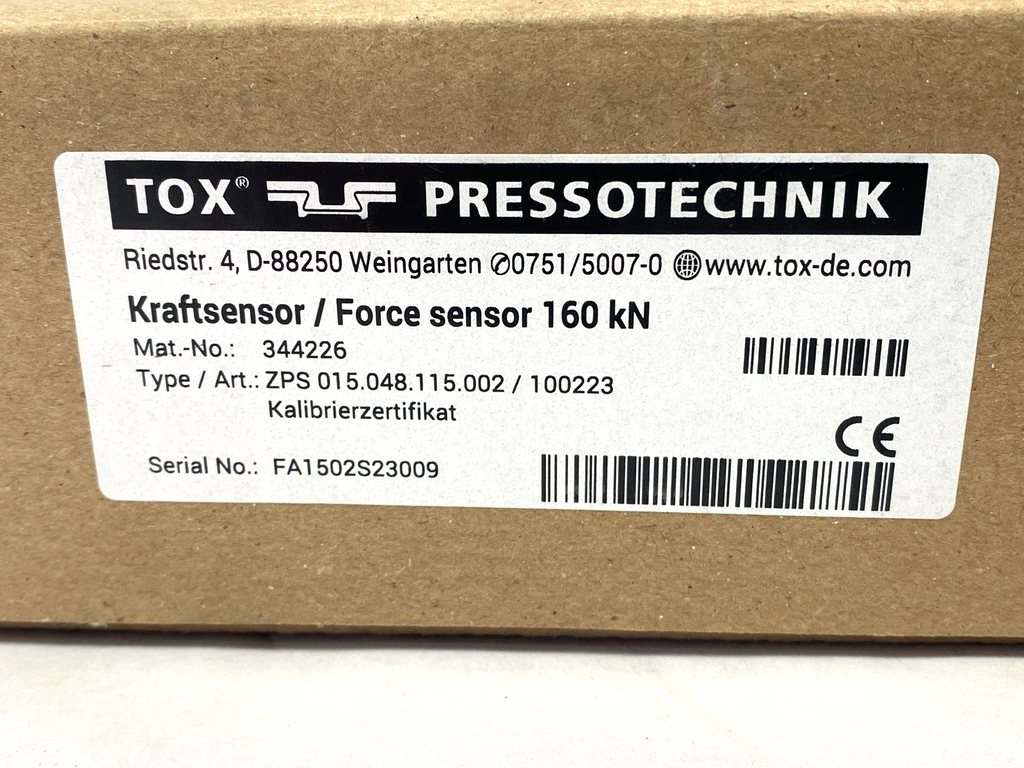 TOX® PRESSOTECHNIK
Riedstr. 4, D-88250 Weingarten ✆0751/5007-0 www.tox-de.com
Kraftsensor / Force sensor 160 kN
Mat.-No.: 344226
Type / Art.: ZPS 015.048.115.002 / 100223
Kalibrierzertifikat
CE
Serial No.: FA1502S23009